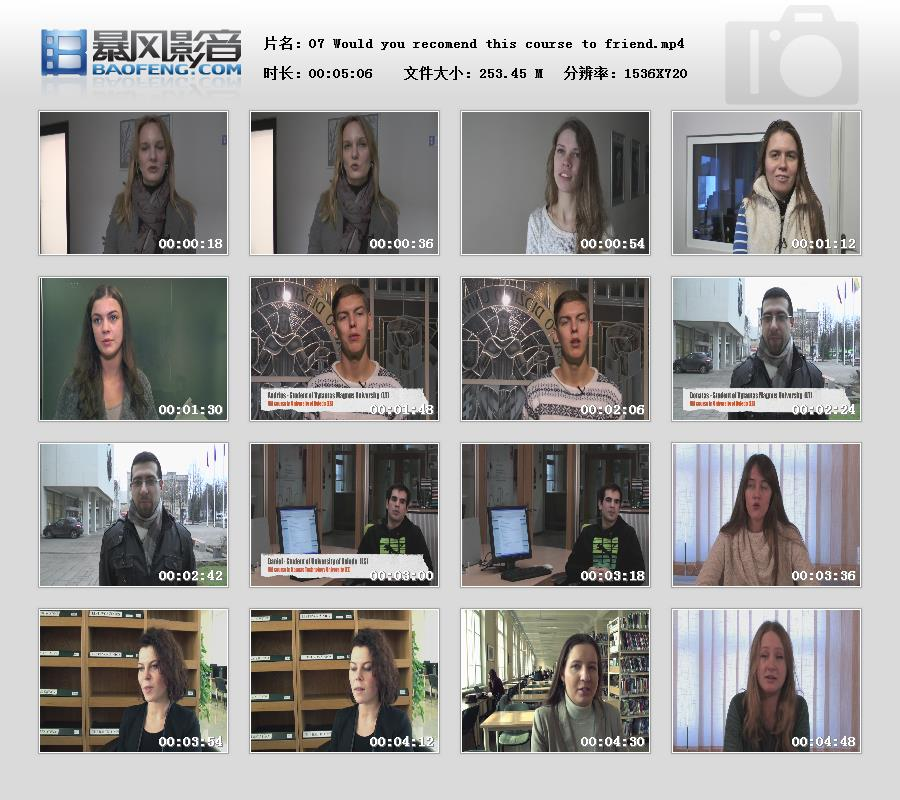 暴风影音
BAOFENG.COM
片名：07 Would you recomend this course to friend.mp4
时长：00:05:06 文件大小：253.45 M 分辨率：1536X720
00:00:18
00:00:36
00:00:54
00:01:12
00:01:30
Andrius - Student of Vytautas Magnus University (LT)
00:01:48
00:02:06
Donatas - Student of Vytautas Magnus University (LT)
00:02:24
00:02:42
Daniel - Student of University of Oviedo (ES)
00:03:00
00:03:18
00:03:36
00:03:54
00:04:12
00:04:30
00:04:48